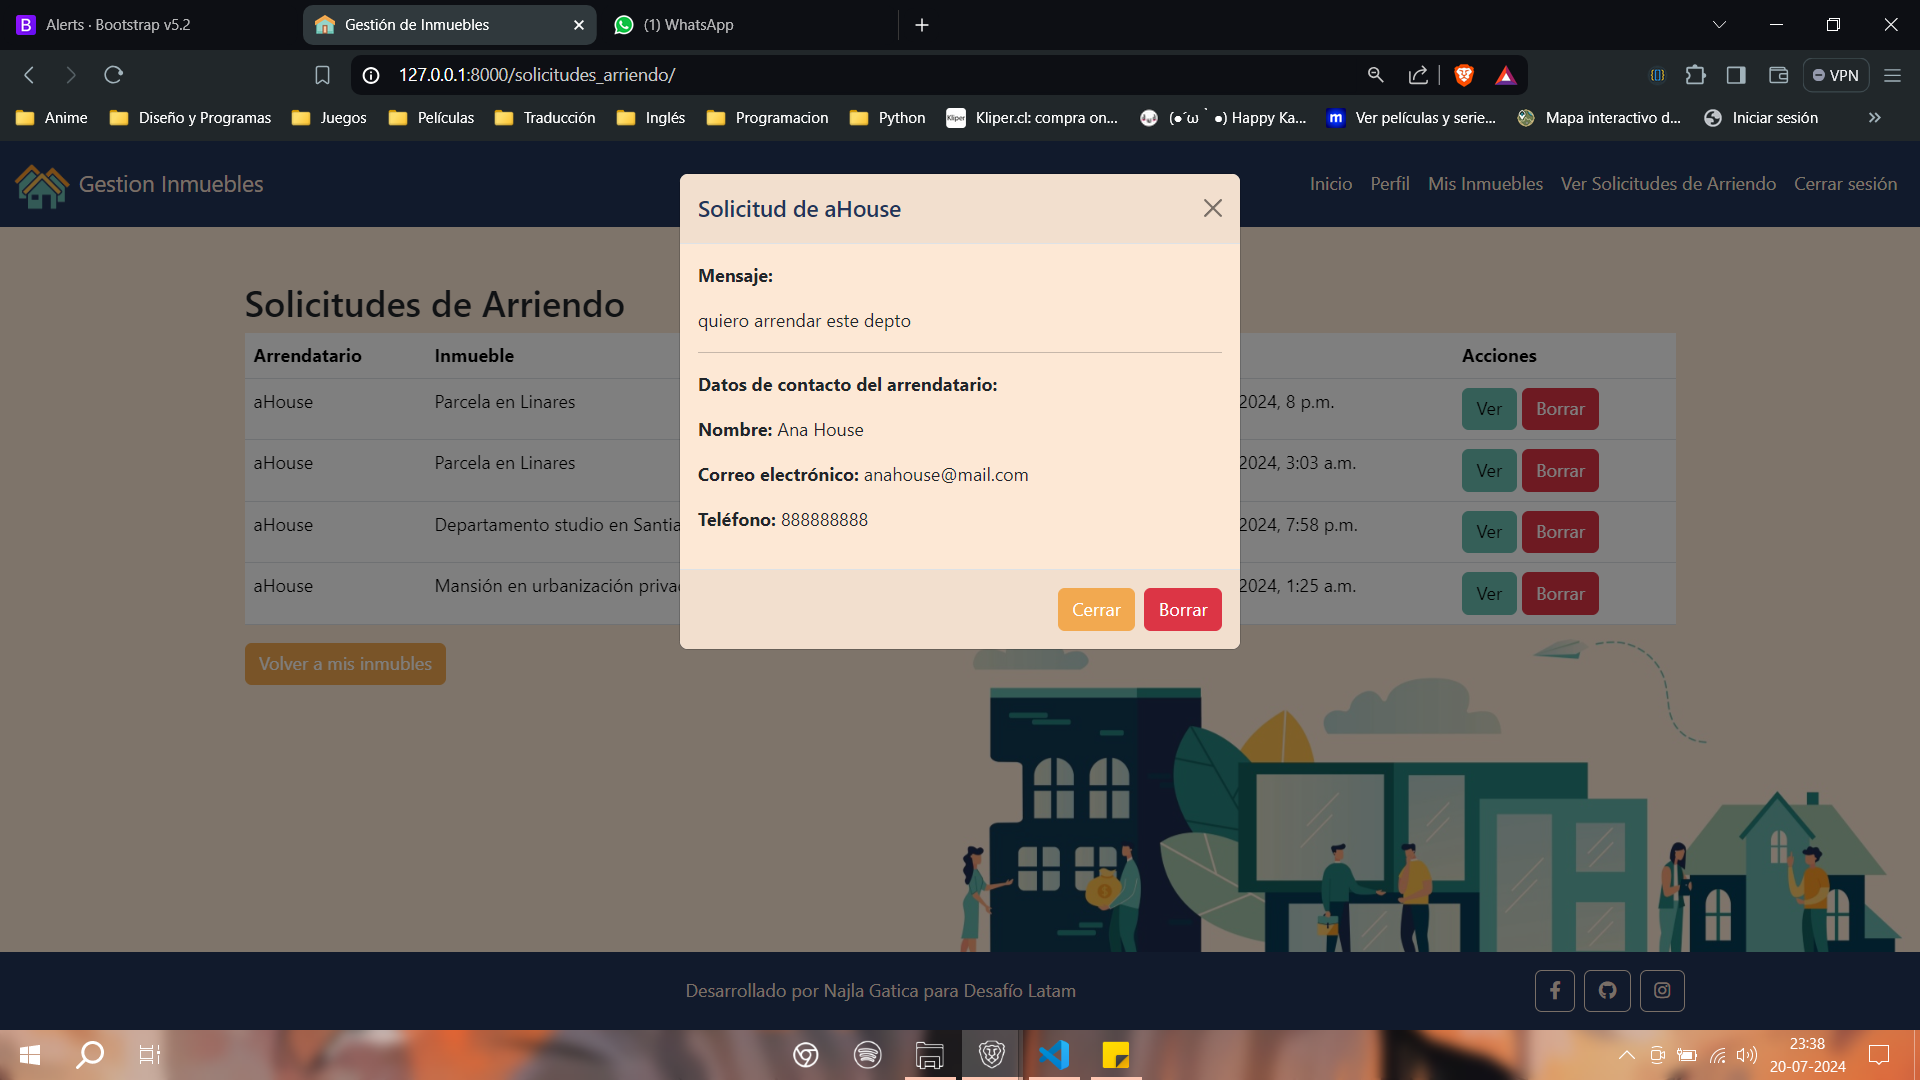 Alerts · Bootstrap v5.2
Gestión de Inmuebles
(1) WhatsApp
127.0.0.1:8000/solicitudes_arriendo/
VPN
Anime
Diseño y Programas
Juegos
Películas
Traducción
Inglés
Programacion
Python
Kliper.cl: compra on...
(●´ω｀●) Happy Ka...
Ver películas y serie...
Mapa interactivo d...
Iniciar sesión
Gestion Inmuebles
Inicio
Perfil
Mis Inmuebles
Ver Solicitudes de Arriendo
Cerrar sesión
Solicitud de aHouse
Mensaje:
quiero arrendar este depto
Datos de contacto del arrendatario:
Nombre: Ana House
Correo electrónico: anahouse@mail.com
Teléfono: 888888888
Cerrar
Borrar
Solicitudes de Arriendo
Arrendatario Inmueble Acciones
aHouse Parcela en Linares 2024, 8 p.m. Ver Borrar
aHouse Parcela en Linares 2024, 3:03 a.m. Ver Borrar
aHouse Departamento studio en Santia 2024, 7:58 p.m. Ver Borrar
aHouse Mansión en urbanización priva 2024, 1:25 a.m. Ver Borrar
Volver a mis inmubles
Desarrollado por Najla Gatica para Desafío Latam
23:38
20-07-2024